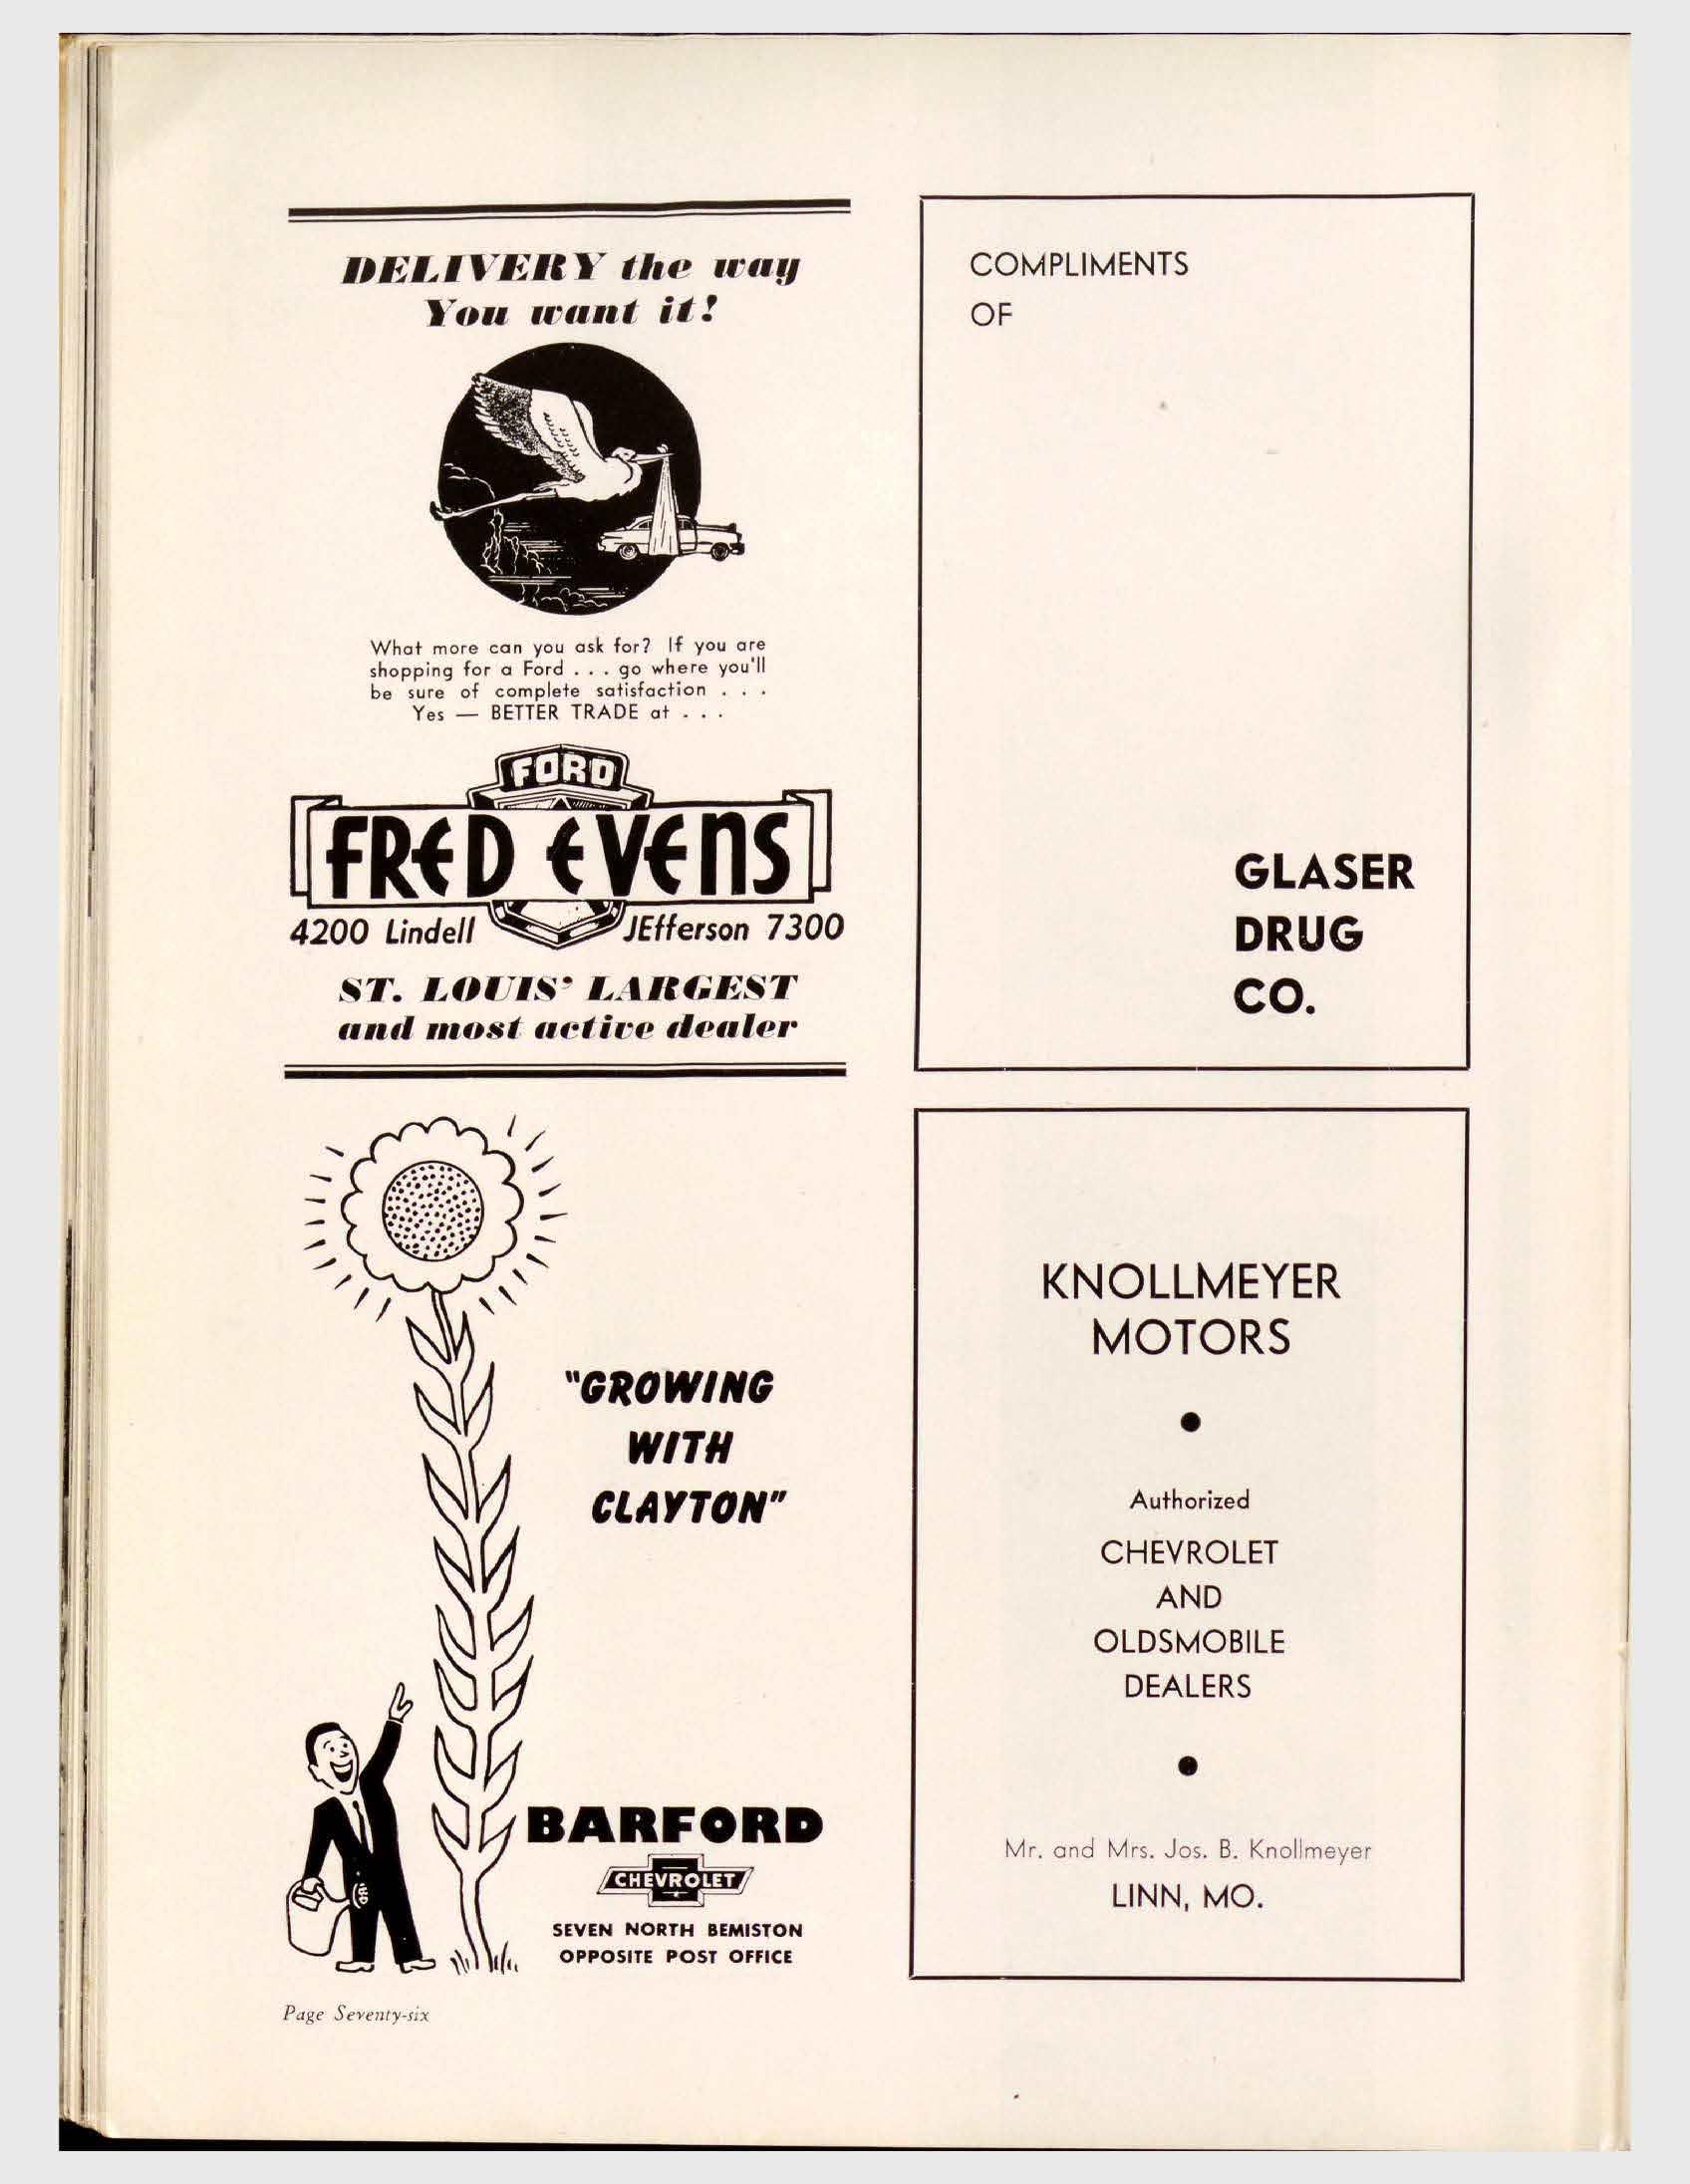 DELIVERY the way
You want it!
What more can you ask for? If you are
shopping for a Ford . . . go where you'll
be sure of complete satisfaction . . .
Yes — BETTER TRADE at . . .
FORD
FRED EVENS
4200 Lindell JEfferson 7300
ST. LOUIS' LARGEST
and most active dealer
COMPLIMENTS
OF
GLASER
DRUG
CO.
"GROWING
WITH
CLAYTON"
BARFORD
CHEVROLET
SEVEN NORTH BEMISTON
OPPOSITE POST OFFICE
KNOLLMEYER
MOTORS
Authorized
CHEVROLET
AND
OLDSMOBILE
DEALERS
Mr. and Mrs. Jos. B. Knollmeyer
LINN, MO.
Page Seventy-six